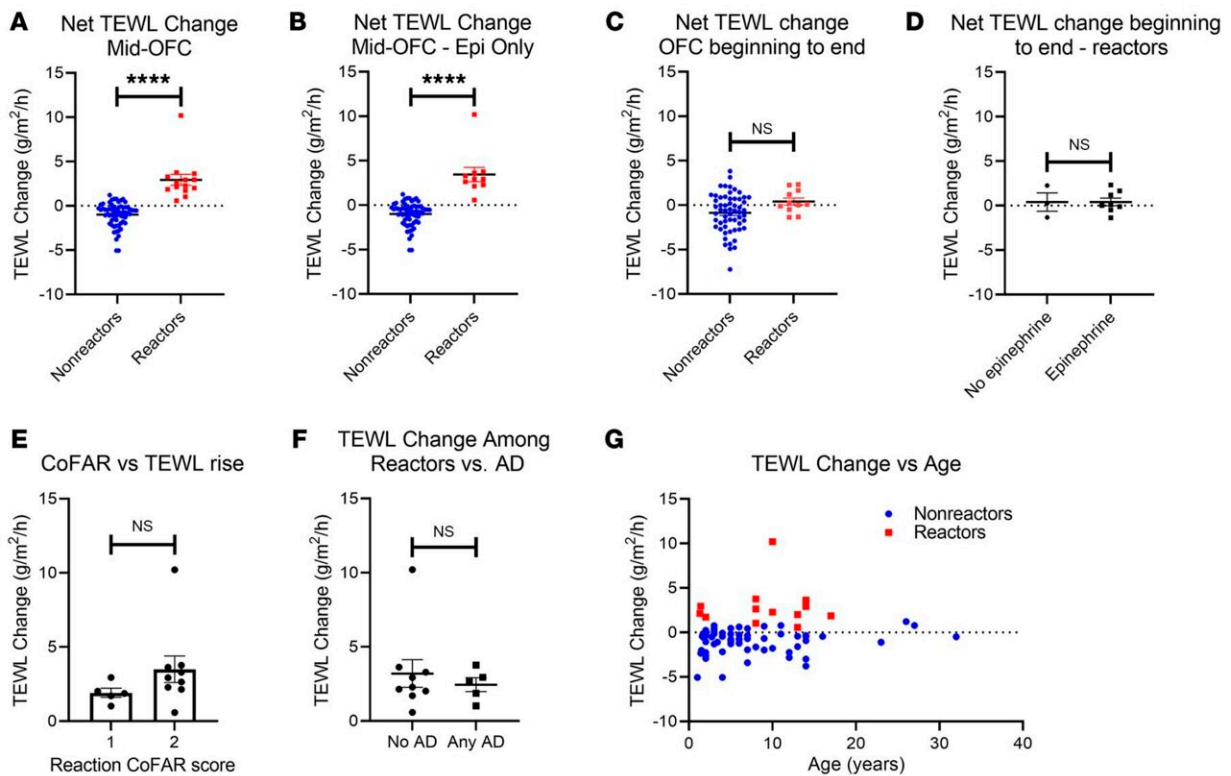 A
Net TEWL Change
Mid-OFC
****
TEWL Change (g/m²/h)
15
10
5
0
-5
-10
Nonreactors
Reactors
B
Net TEWL Change
Mid-OFC - Epi Only
****
TEWL Change (g/m²/h)
15
10
5
0
-5
-10
Nonreactors
Reactors
C
Net TEWL change
OFC beginning to end
NS
TEWL Change (g/m²/h)
15
10
5
0
-5
-10
Nonreactors
Reactors
D
Net TEWL change beginning
to end - reactors
NS
TEWL Change (g/m²/h)
15
10
5
0
-5
-10
No epinephrine
Epinephrine
E
CoFAR vs TEWL rise
NS
TEWL Change (g/m²/h)
15
10
5
0
1 2
Reaction CoFAR score
F
TEWL Change Among
Reactors vs. AD
NS
TEWL Change (g/m²/h)
15
10
5
0
No AD Any AD
G
TEWL Change vs Age
Nonreactors
Reactors
TEWL Change (g/m²/h)
15
10
5
0
-5
-10
0 10 20 30 40
Age (years)